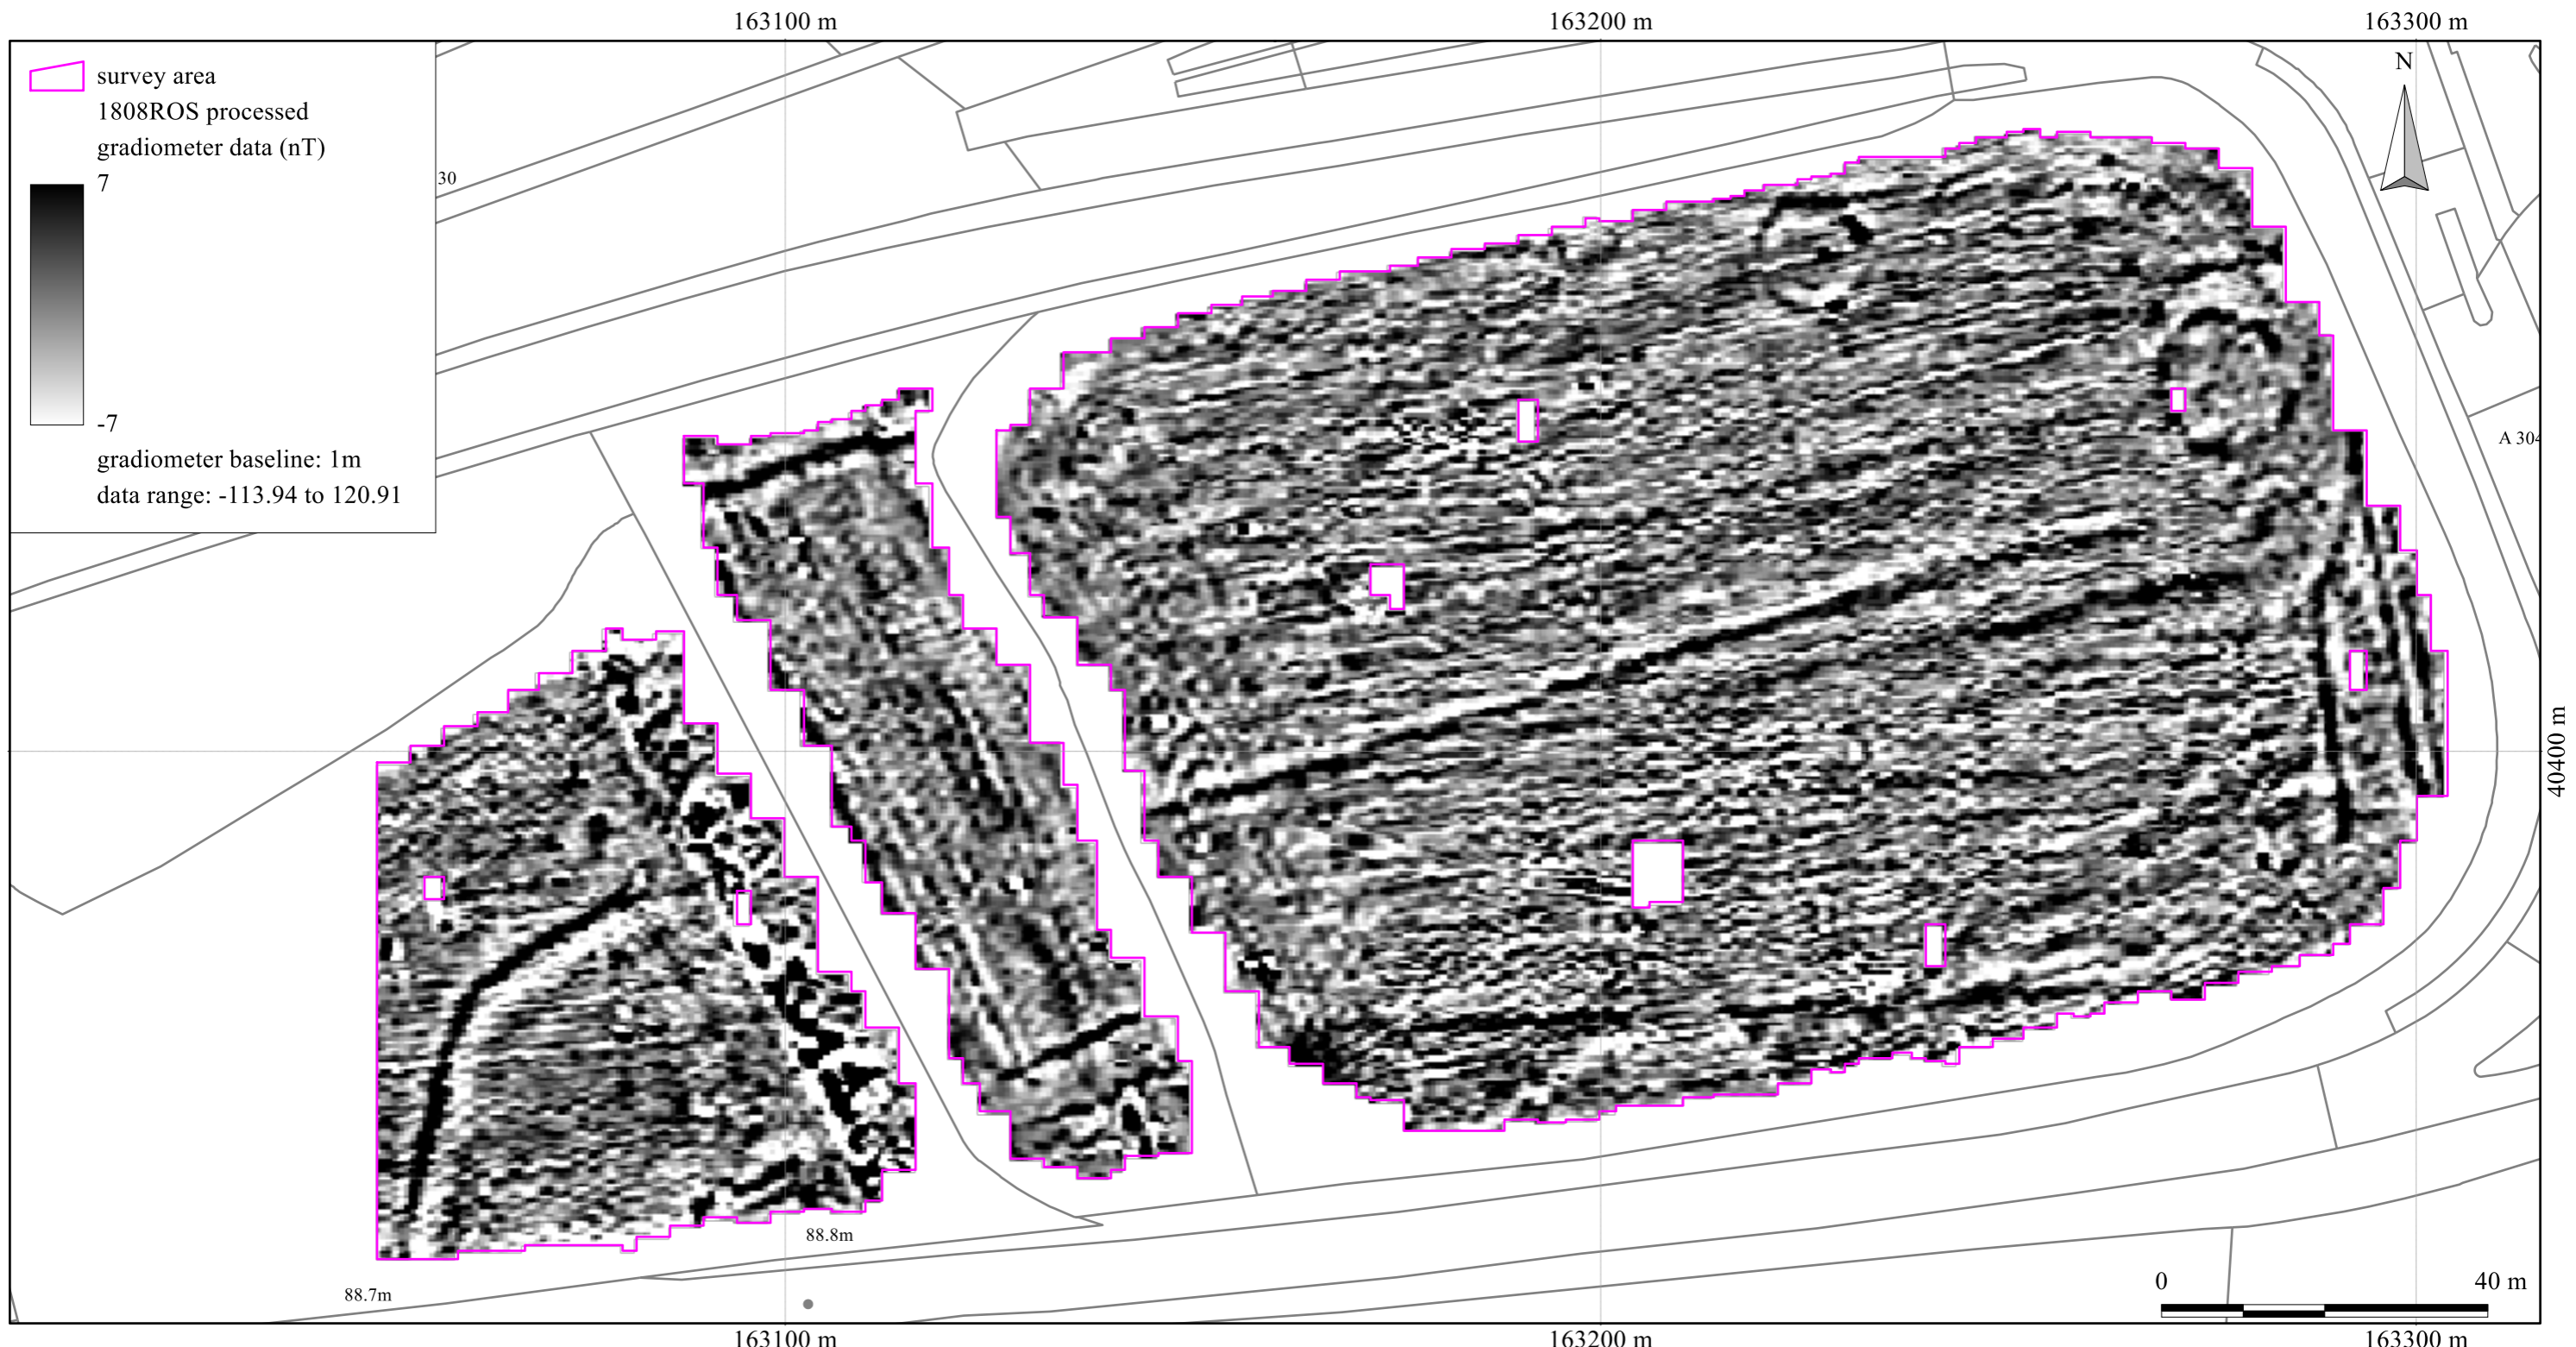 163100 m
163200 m
163300 m
survey area
1808ROS processed
gradiometer data (nT)
7
-7
gradiometer baseline: 1m
data range: -113.94 to 120.91
30
N
A 304
40400 m
88.8m
88.7m
0
40 m
163100 m
163200 m
163300 m